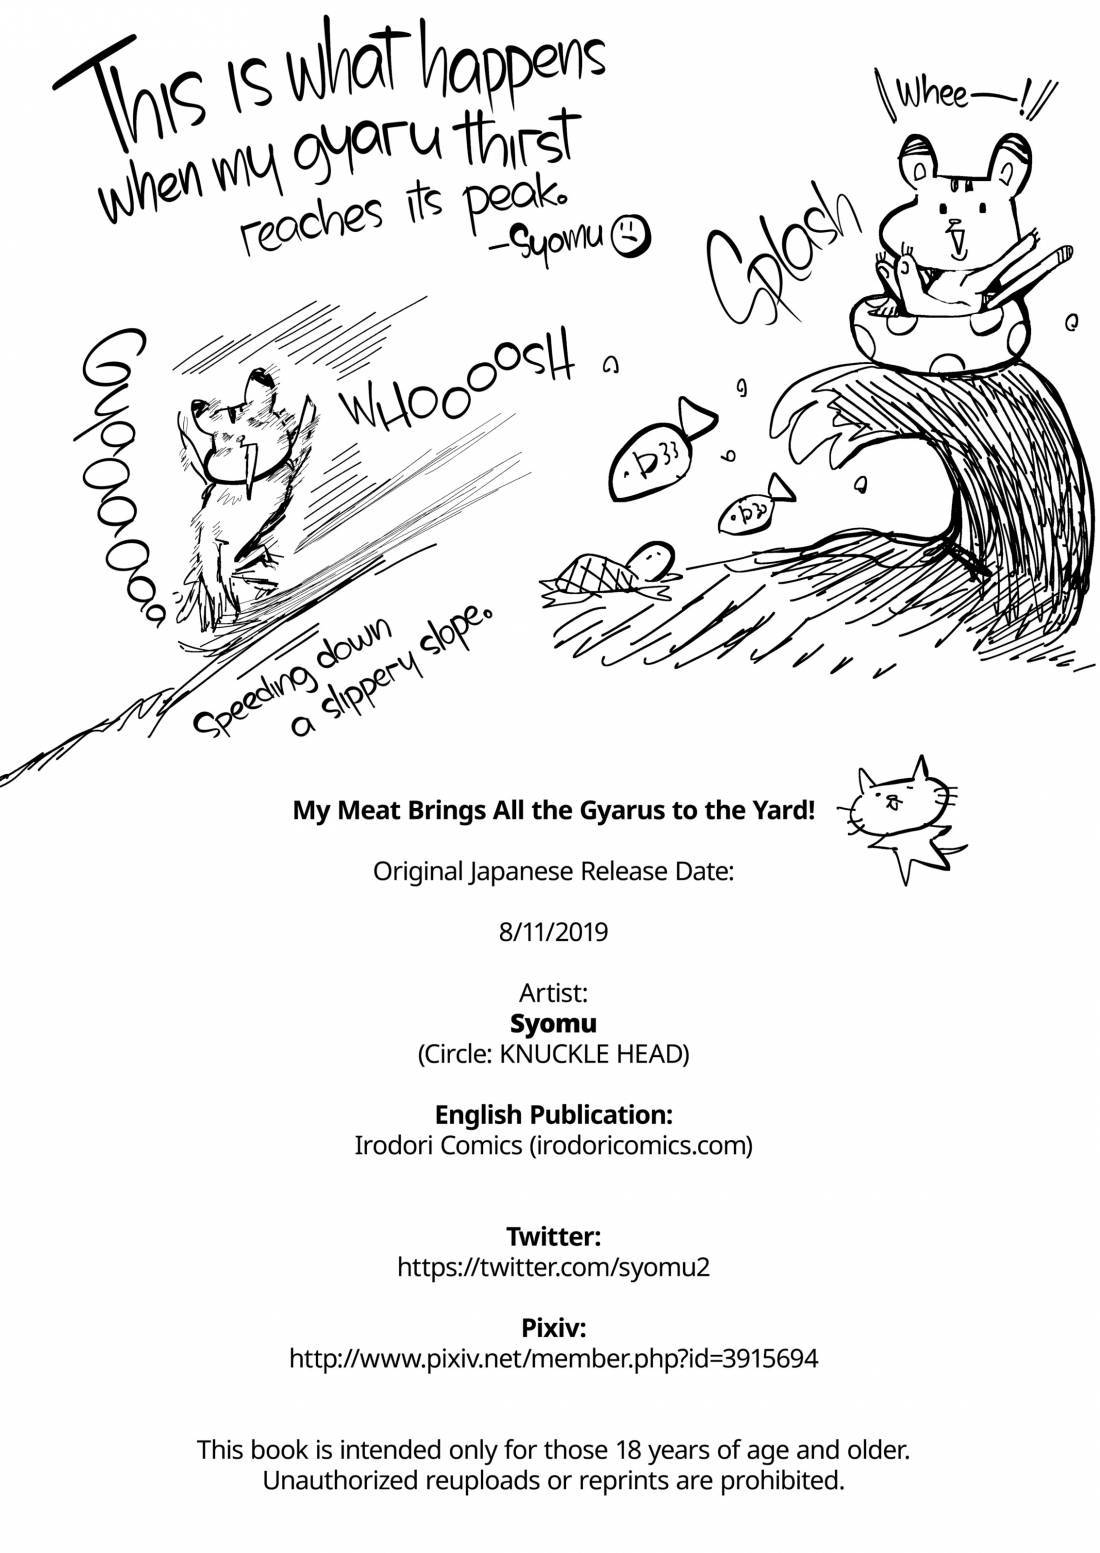 This is what happens
when my gyaru thirst
reaches its peak.
-Syomu
Whee—!
Splash
Gyaaaaaa
WHOOOOSH
Speeding down
a slippery slope.
My Meat Brings All the Gyarus to the Yard!
Original Japanese Release Date:
8/11/2019
Artist:
Syomu
(Circle: KNUCKLE HEAD)
English Publication:
Irodori Comics (irodoricomics.com)
Twitter:
https://twitter.com/syomu2
Pixiv:
http://www.pixiv.net/member.php?id=3915694
This book is intended only for those 18 years of age and older.
Unauthorized reuploads or reprints are prohibited.